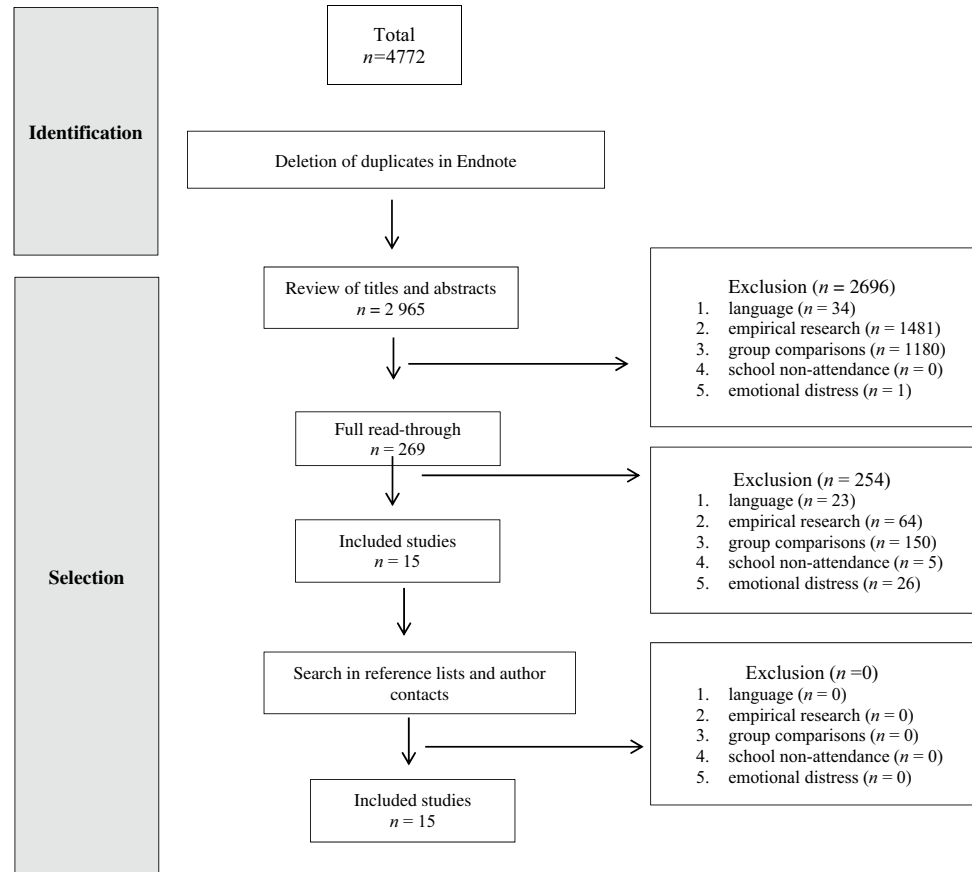 Identification
Total
n=4772
Deletion of duplicates in Endnote
Selection
Review of titles and abstracts
n = 2 965
Exclusion (n = 2696)
1. language (n = 34)
2. empirical research (n = 1481)
3. group comparisons (n = 1180)
4. school non-attendance (n = 0)
5. emotional distress (n = 1)
Full read-through
n = 269
Exclusion (n = 254)
1. language (n = 23)
2. empirical research (n = 64)
3. group comparisons (n = 150)
4. school non-attendance (n = 5)
5. emotional distress (n = 26)
Included studies
n = 15
Search in reference lists and author
contacts
Exclusion (n =0)
1. language (n = 0)
2. empirical research (n = 0)
3. group comparisons (n = 0)
4. school non-attendance (n = 0)
5. emotional distress (n = 0)
Included studies
n = 15